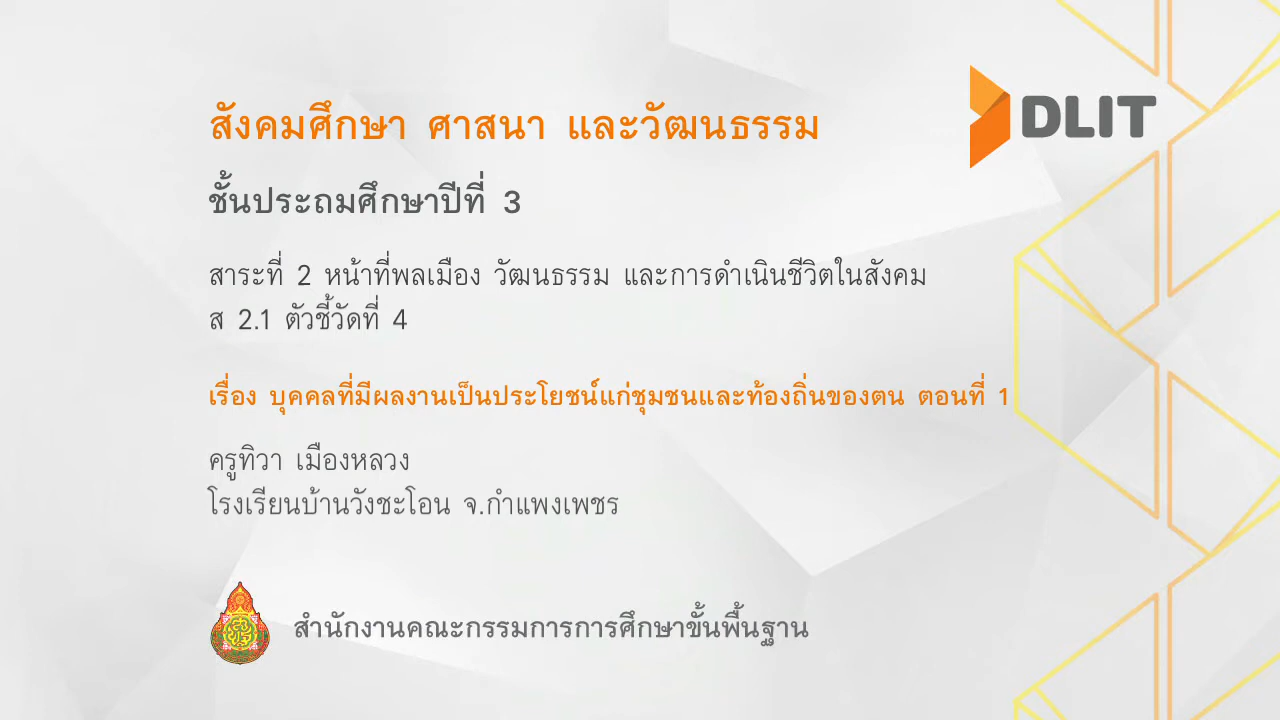 DLIT
สังคมศึกษา ศาสนา และวัฒนธรรม
ชั้นประถมศึกษาปีที่ 3
สาระที่ 2 หน้าที่พลเมือง วัฒนธรรม และการดำเนินชีวิตในสังคม
ส 2.1 ตัวชี้วัดที่ 4
เรื่อง บุคคลที่มีผลงานเป็นประโยชน์แก่ชุมชนและท้องถิ่นของตน ตอนที่ 1
ครูทิวา เมืองหลวง
โรงเรียนบ้านวังชะโอน จ.กำแพงเพชร
สำนักงานคณะกรรมการการศึกษาขั้นพื้นฐาน